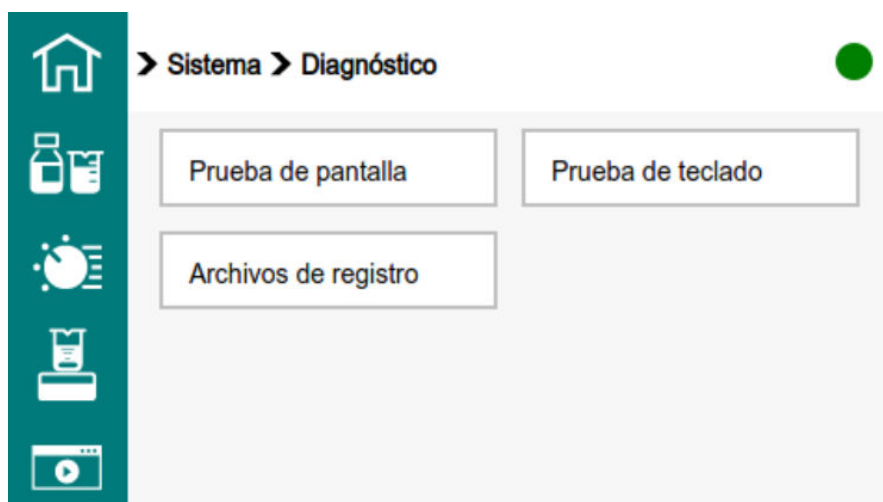 Sistema Diagnóstico
Prueba de pantalla
Prueba de teclado
Archivos de registro